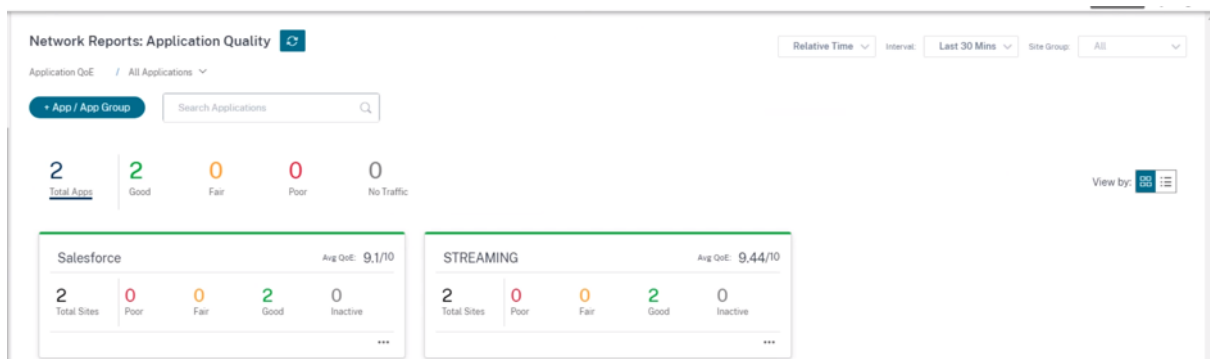 Network Reports: Application Quality
Relative Time Interval: Last 30 Mins Site Group: All
Application QoE / All Applications
+ App / App Group Search Applications
2 2 0 0 0
Total Apps Good Fair Poor No Traffic
View by:
Salesforce Avg QoE: 9.1/10
2 0 0 2 0
Total Sites Poor Fair Good Inactive
...
STREAMING Avg QoE: 9.44/10
2 0 0 2 0
Total Sites Poor Fair Good Inactive
...